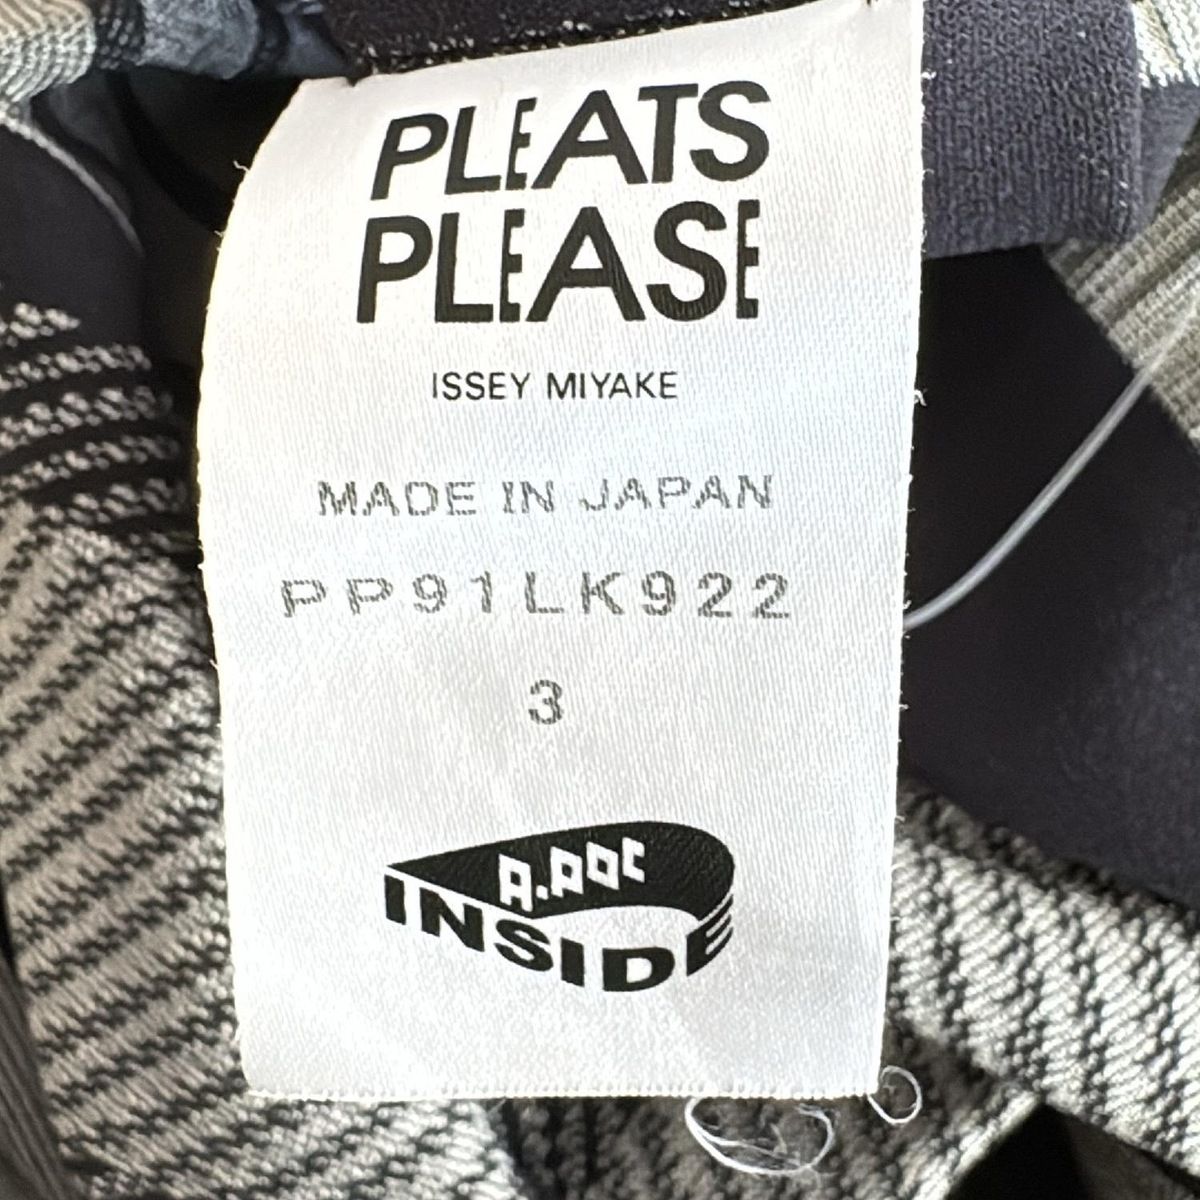 PLEATS
PLEASE
ISSEY MIYAKE
MADE IN JAPAN
PP91LK922
3
A.POC
INSIDE